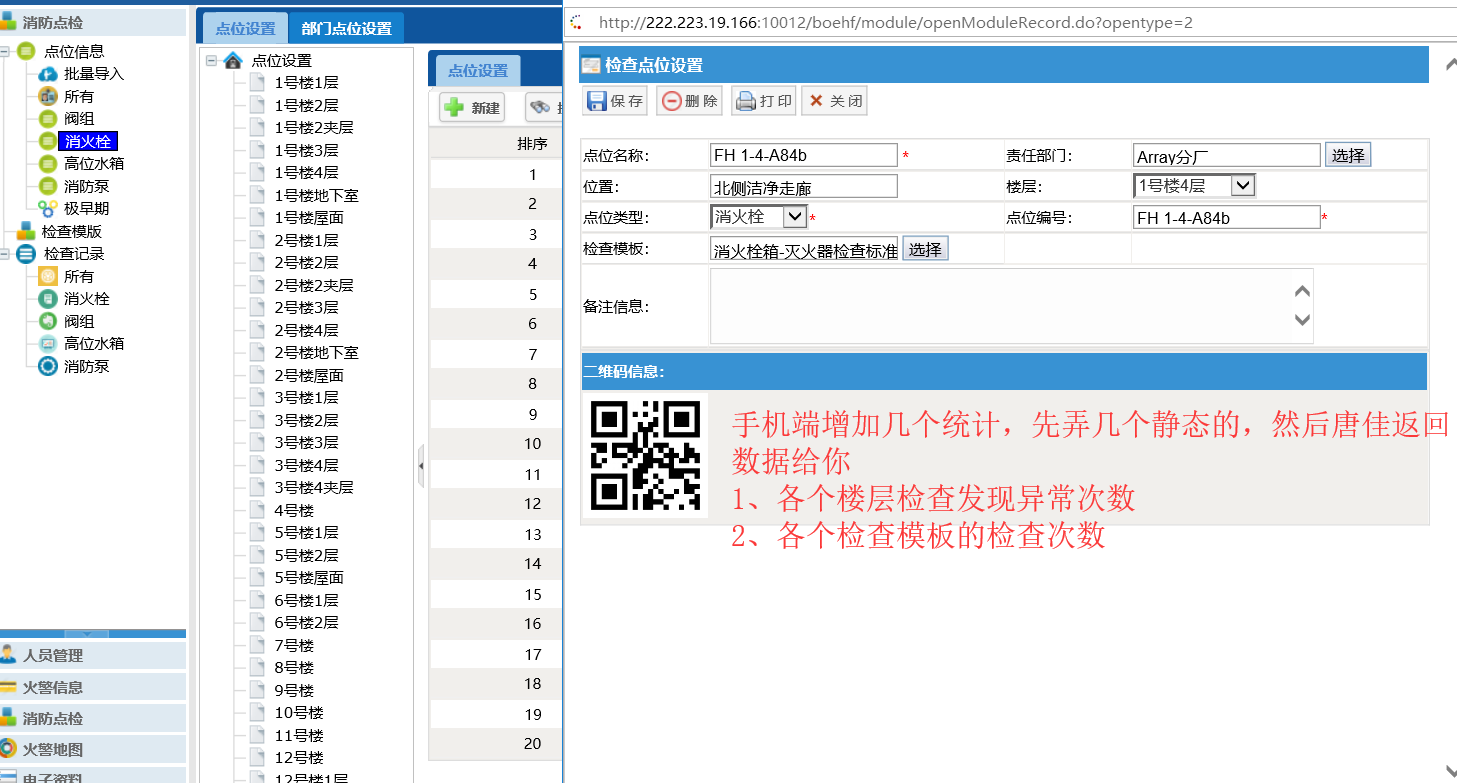 消防点检
点位信息
批量导入
所有
阀组
消火栓
高位水箱
消防泵
极早期
检查模版
检查记录
所有
消火栓
阀组
高位水箱
消防泵
人员管理
火警信息
消防点检
火警地图
电子资料
点位设置 部门点位设置
点位设置
1号楼1层
1号楼2层
1号楼2夹层
1号楼3层
1号楼4层
1号楼地下室
1号楼屋面
2号楼1层
2号楼2层
2号楼2夹层
2号楼3层
2号楼4层
2号楼地下室
2号楼屋面
3号楼1层
3号楼2层
3号楼3层
3号楼4层
3号楼4夹层
4号楼
5号楼1层
5号楼2层
5号楼屋面
6号楼1层
6号楼2层
7号楼
8号楼
9号楼
10号楼
11号楼
12号楼
12号楼1层
点位设置
新建
排序
1
2
3
4
5
6
7
8
9
10
11
12
13
14
15
16
17
18
19
20
http://222.223.19.166:10012/boehf/module/openModuleRecord.do?opentype=2
检查点位设置
保存 删除 打印 关闭
点位名称: FH 1-4-A84b * 责任部门: Array分厂 选择
位置: 北侧洁净走廊 楼层: 1号楼4层
点位类型: 消火栓 * 点位编号: FH 1-4-A84b *
检查模板: 消火栓箱-灭火器检查标准 选择
备注信息:
二维码信息:
手机端增加几个统计，先弄几个静态的，然后唐佳返回
数据给你
1、各个楼层检查发现异常次数
2、各个检查模板的检查次数